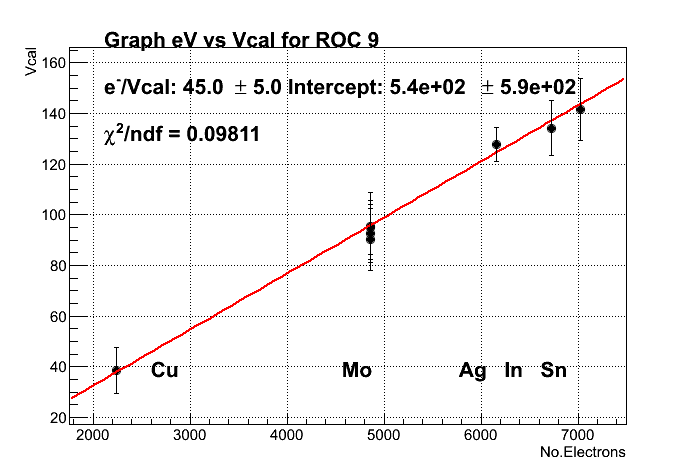 Graph eV vs Vcal for ROC 9
Vcal
e⁻/Vcal: 45.0 ± 5.0 Intercept: 5.4e+02 ± 5.9e+02
χ²/ndf = 0.09811
160
140
120
100
80
60
40
20
Cu Mo Ag In Sn
2000 3000 4000 5000 6000 7000
No.Electrons